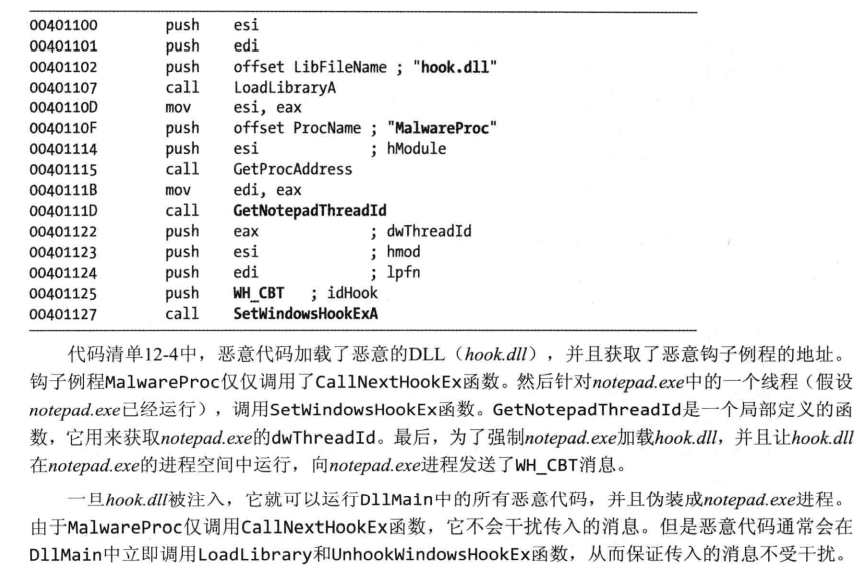 00401100 push esi
00401101 push edi
00401102 push offset LibFileName ; "hook.dll"
00401107 call LoadLibraryA
0040110D mov esi, eax
0040110F push offset ProcName ; "MalwareProc"
00401114 push esi ; hModule
00401115 call GetProcAddress
0040111B mov edi, eax
0040111D call GetNotepadThreadId
00401122 push eax ; dwThreadId
00401123 push esi ; hmod
00401124 push edi ; lpfn
00401125 push WH_CBT ; idHook
00401127 call SetWindowsHookExA
代码清单12-4中，恶意代码加载了恶意的DLL（hook.dll），并且获取了恶意钩子例程的地址。
钩子例程MalwareProc仅仅调用了CallNextHookEx函数。然后针对notepad.exe中的一个线程（假设
notepad.exe已经运行），调用SetWindowsHookEx函数。GetNotepadThreadId是一个局部定义的函
数，它用来获取notepad.exe的dwThreadId。最后，为了强制notepad.exe加载hook.dll，并且让hook.dll
在notepad.exe的进程空间中运行，向notepad.exe进程发送了WH_CBT消息。
一旦hook.dll被注入，它就可以运行DllMain中的所有恶意代码，并且伪装成notepad.exe进程。
由于MalwareProc仅调用CallNextHookEx函数，它不会干扰传入的消息。但是恶意代码通常会在
DllMain中立即调用LoadLibrary和UnhookWindowsHookEx函数，从而保证传入的消息不受干扰。